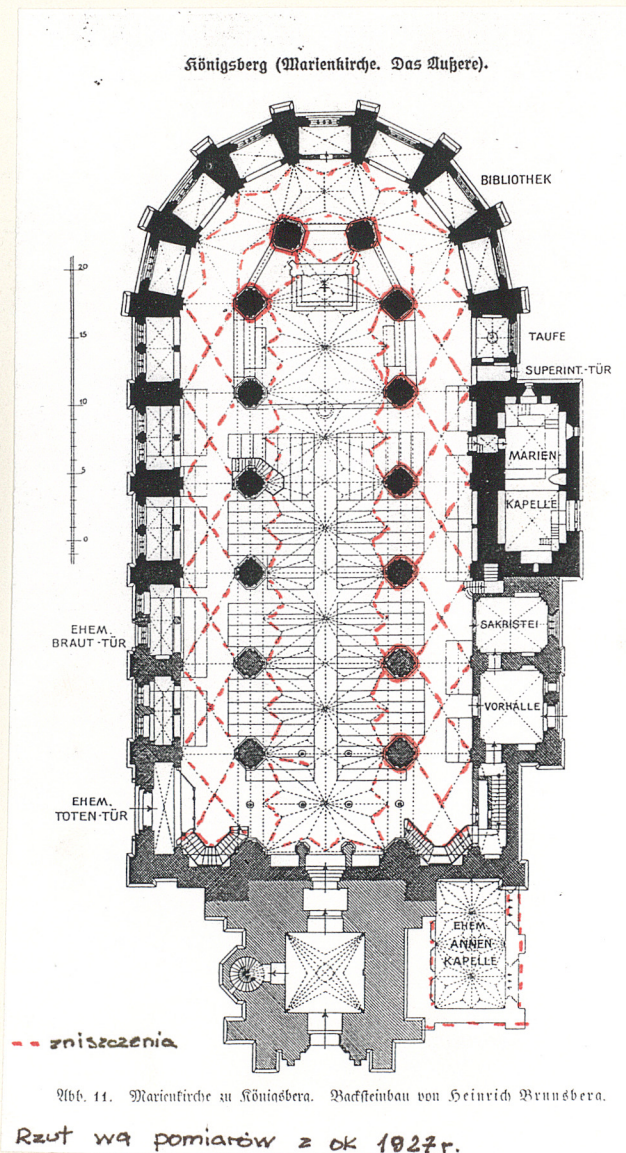 Königsberg (Marienkirche. Das Äußere).
BIBLIOTHEK
20
TAUFE
15
SUPERINT.-TÜR
10
MARIEN
5
KAPELLE
0
SAKRISTEI
EHEM.
BRAUT-TÜR
VORHALLE
EHEM.
TOTEN-TÜR
EHEM.
ANNEN
KAPELLE
zniszczenia
Abb. 11. Marienkirche zu Königsberg. Backsteinbau von Heinrich Brunsberg.
Rzut wg pomiarów z ok 1927r.